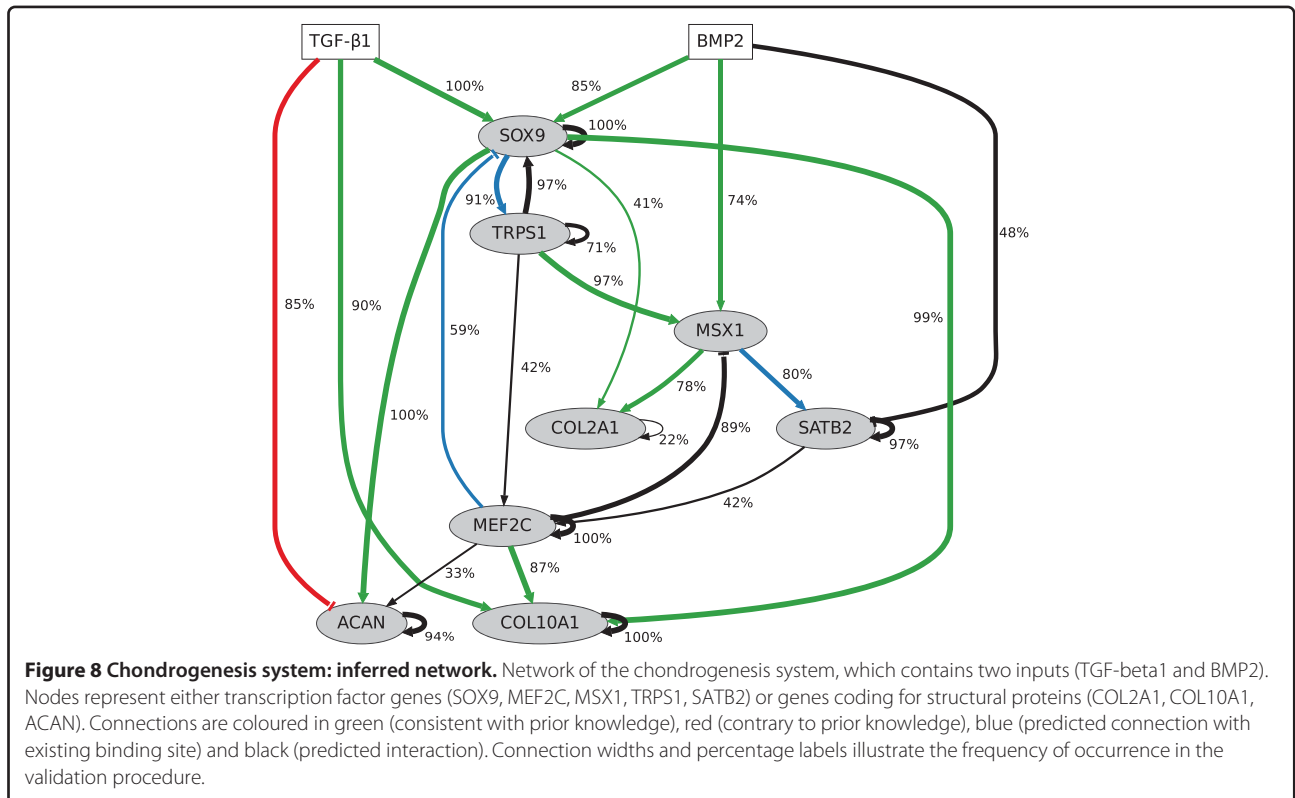 TGF-β1
BMP2
100%
85%
SOX9
100%
91%
97%
41%
74%
48%
TRPS1
71%
97%
85%
90%
59%
99%
MSX1
42%
78%
80%
100%
COL2A1
22%
89%
SATB2
97%
42%
MEF2C
100%
33%
87%
ACAN
94%
COL10A1
100%
Figure 8 Chondrogenesis system: inferred network. Network of the chondrogenesis system, which contains two inputs (TGF-beta1 and BMP2).
Nodes represent either transcription factor genes (SOX9, MEF2C, MSX1, TRPS1, SATB2) or genes coding for structural proteins (COL2A1, COL10A1,
ACAN). Connections are coloured in green (consistent with prior knowledge), red (contrary to prior knowledge), blue (predicted connection with
existing binding site) and black (predicted interaction). Connection widths and percentage labels illustrate the frequency of occurrence in the
validation procedure.